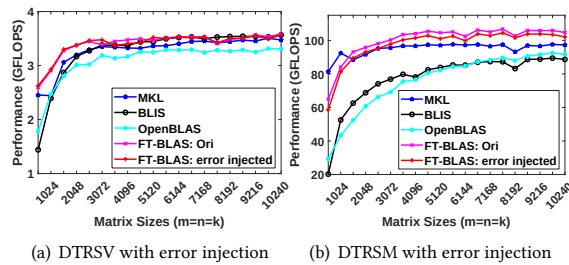 Performance (GFLOPS)
4
3
2
1
MKL
BLIS
OpenBLAS
FT-BLAS: Ori
FT-BLAS: error injected
1024 2048 3072 4096 5120 6144 7168 8192 9216 10240
Matrix Sizes (m=n=k)
(a) DTRSV with error injection
Performance (GFLOPS)
100
80
60
40
20
MKL
BLIS
OpenBLAS
FT-BLAS: Ori
FT-BLAS: error injected
1024 2048 3072 4096 5120 6144 7168 8192 9216 10240
Matrix Sizes (m=n=k)
(b) DTRSM with error injection